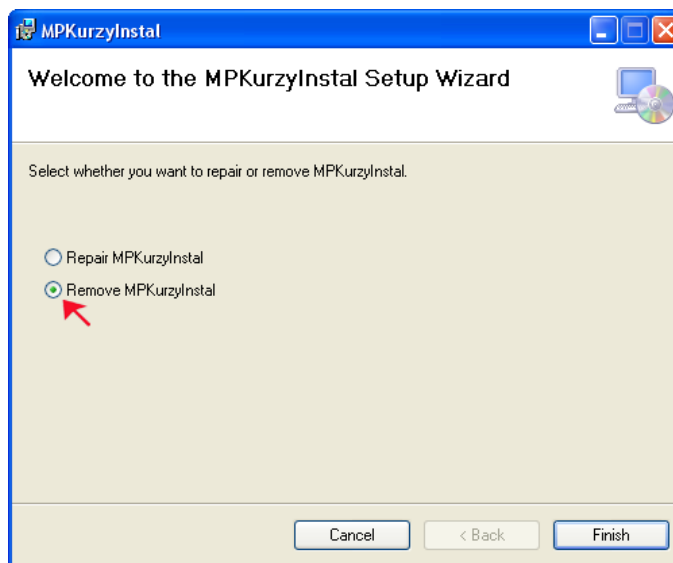 MPKurzyInstal
Welcome to the MPKurzyInstal Setup Wizard
Select whether you want to repair or remove MPKurzyInstal.
Repair MPKurzyInstal
Remove MPKurzyInstal
Cancel
< Back
Finish